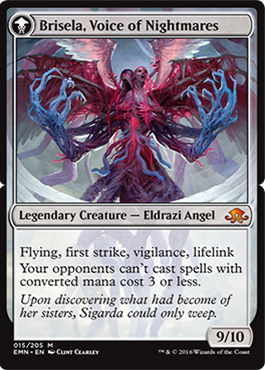 Brisela, Voice of Nightmares
Legendary Creature — Eldrazi Angel
Flying, first strike, vigilance, lifelink
Your opponents can't cast spells with
converted mana cost 3 or less.
Upon discovering what had become of
her sisters, Sigarda could only weep.
9/10
015/205 M
EMN • EN CLINT CEARLEY
™ & © 2016 Wizards of the Coast